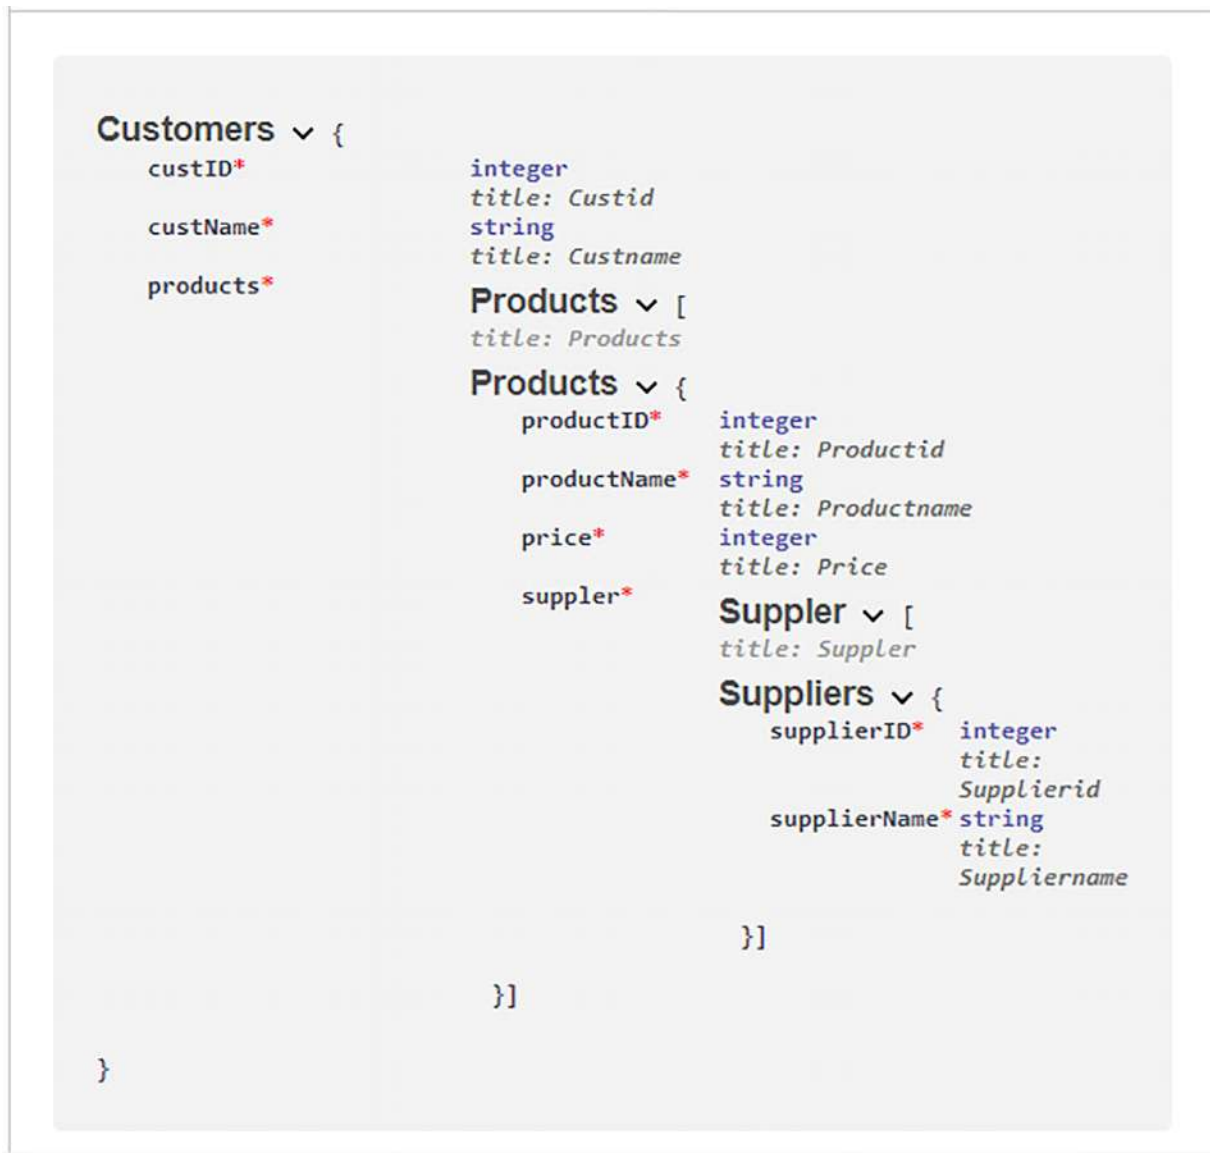 Customers {
custID* integer
title: Custid
custName* string
title: Custname
products*
Products [
title: Products
Products {
productID* integer
title: Productid
productName* string
title: Productname
price* integer
title: Price
suppler*
Suppler [
title: Suppler
Suppliers {
supplierID* integer
title:
Supplierid
supplierName* string
title:
Suppliername
}]
}]
}